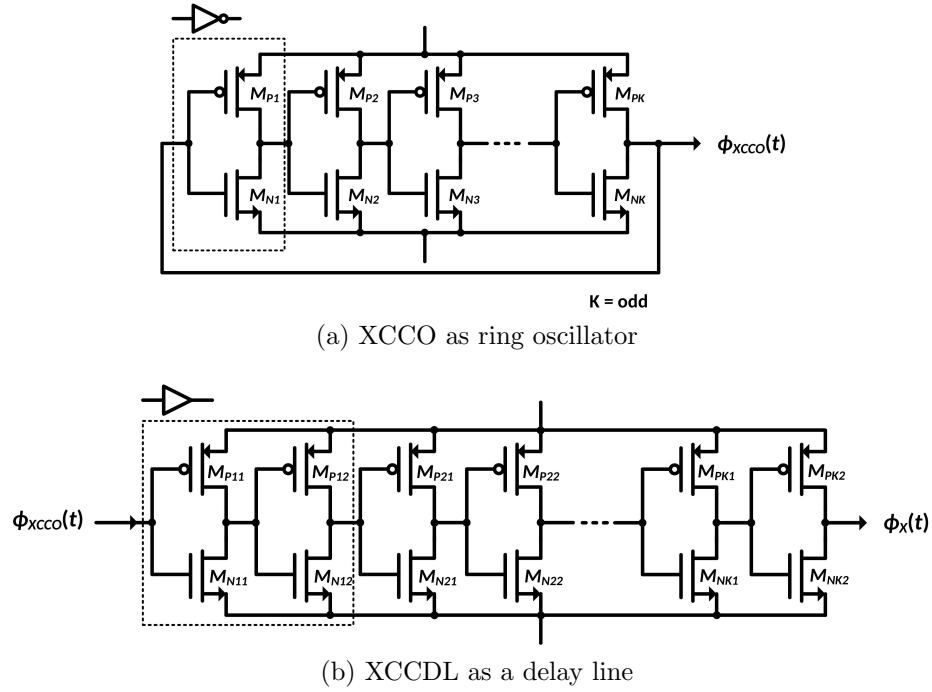 M_P1 M_P2 M_P3 M_PK
ϕ_XCCO(t)
M_N1 M_N2 M_N3 M_NK
K = odd
(a) XCCO as ring oscillator
M_P11 M_P12 M_P21 M_P22 M_PK1 M_PK2
ϕ_XCCO(t) ϕ_X(t)
M_N11 M_N12 M_N21 M_N22 M_NK1 M_NK2
(b) XCCDL as a delay line